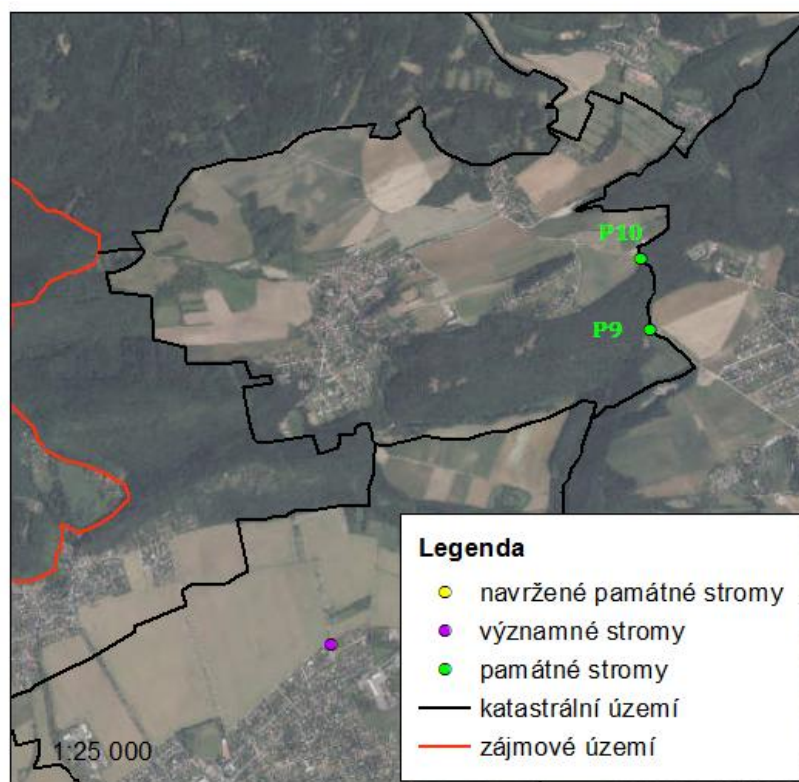 P10
P9
Legenda
navržené památné stromy
významné stromy
památné stromy
katastrální území
zájmové území
1:25 000